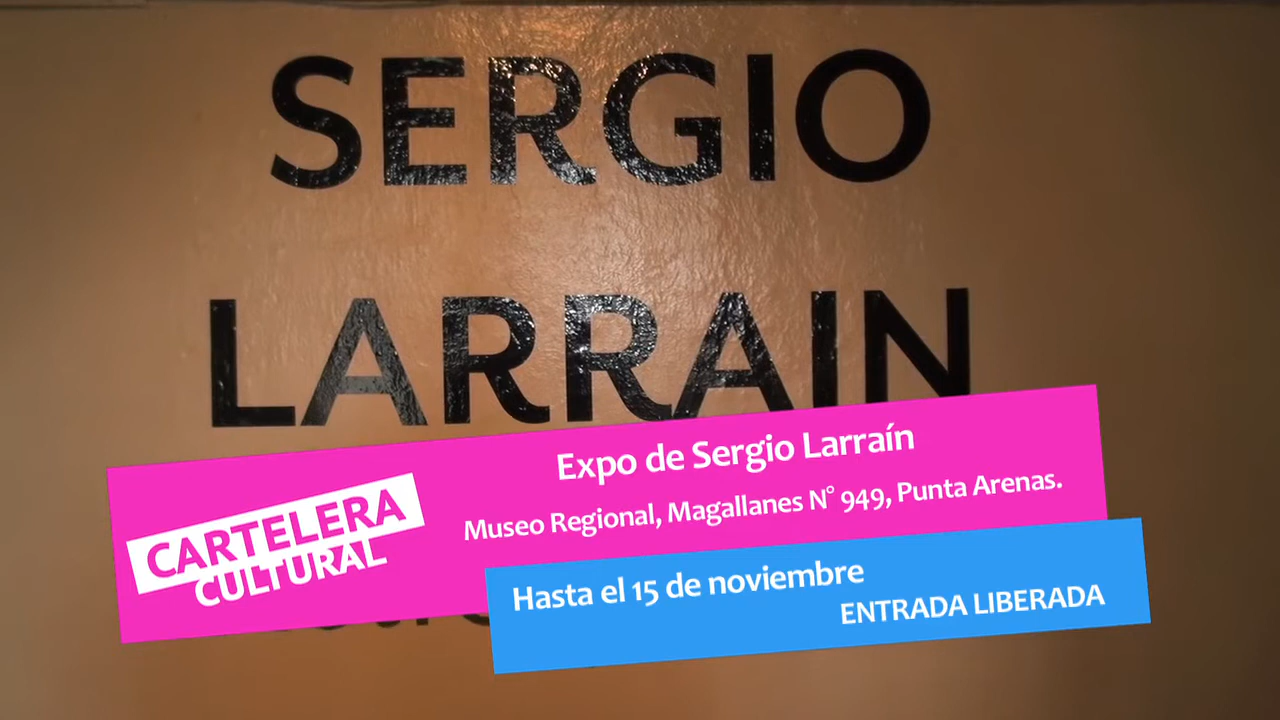 SERGIO
LARRAIN
Expo de Sergio Larraín
Museo Regional, Magallanes N° 949, Punta Arenas.
CARTELERA
CULTURAL
Hasta el 15 de noviembre
ENTRADA LIBERADA